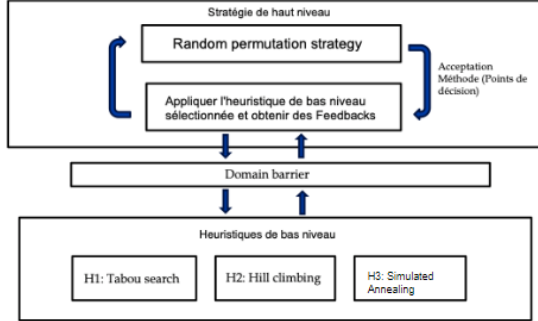 Stratégie de haut niveau
Random permutation strategy
Acceptation
Méthode (Points de
décision)
Appliquer l'heuristique de bas niveau
sélectionnée et obtenir des Feedbacks
Domain barrier
Heuristiques de bas niveau
H1: Tabou search
H2: Hill climbing
H3: Simulated
Annealing